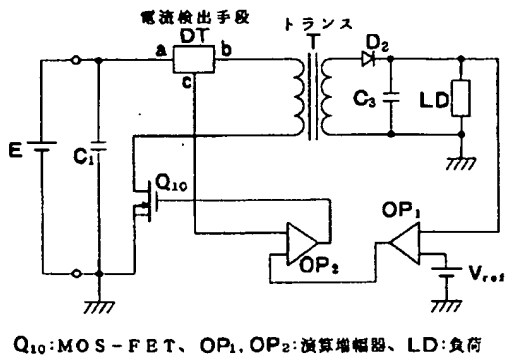 電流検出手段
DT
トランス
T
D2
a
b
c
E
C1
C3
LD
Q10
OP1
OP2
Vref
Q10:MOS-FET、OP1,OP2:演算増幅器、LD:負荷